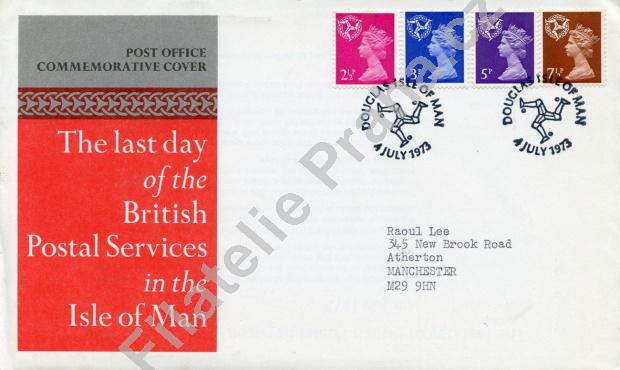 POST OFFICE
COMMEMORATIVE COVER
The last day
of the
British
Postal Services
in the
Isle of Man
2½P
3P
5P
7½P
DOUGLAS ISLE OF MAN
4 JULY 1973
DOUGLAS ISLE OF MAN
4 JULY 1973
Raoul Lee
345 New Brook Road
Atherton
MANCHESTER
M29 9HN
Filatelie Praha.cz